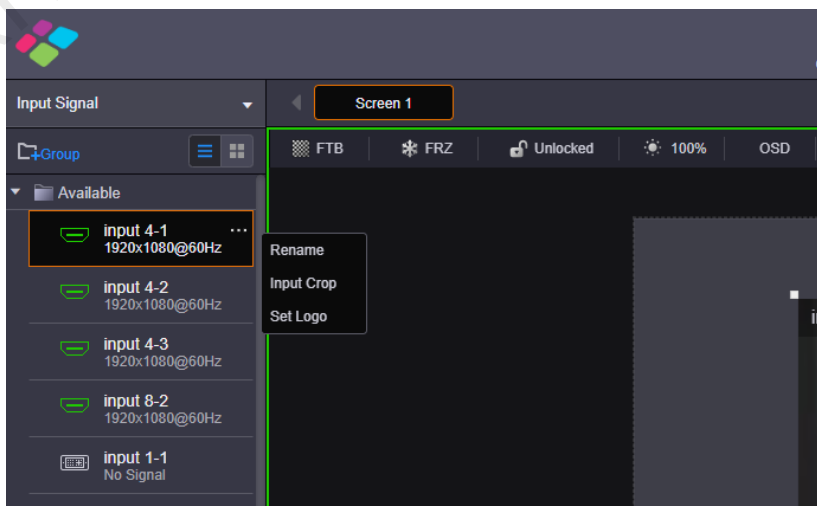 Input Signal
Screen 1
Group
FTB
FRZ
Unlocked
100%
OSD
Available
input 4-1
1920x1080@60Hz
Rename
Input Crop
Set Logo
input 4-2
1920x1080@60Hz
input 4-3
1920x1080@60Hz
input 8-2
1920x1080@60Hz
input 1-1
No Signal